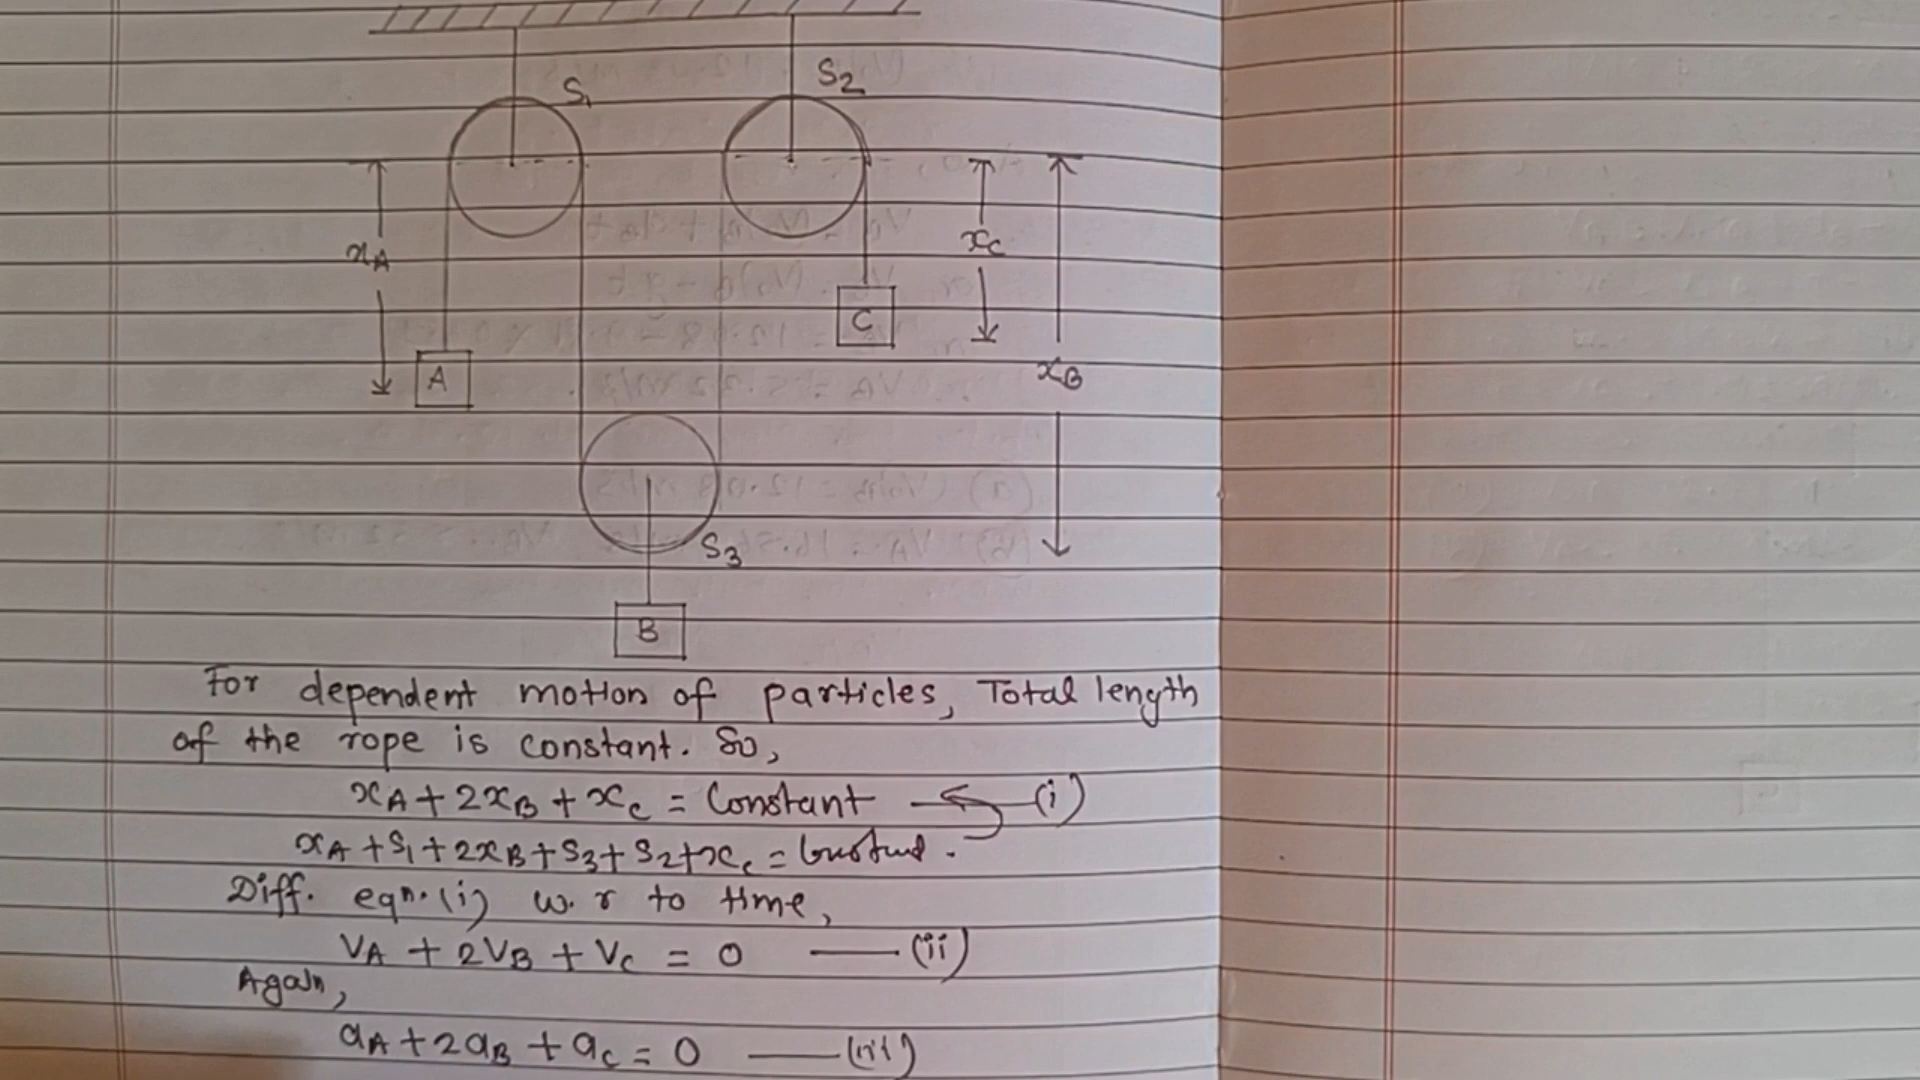 S₁
S₂
xA
xC
C
xB
A
S₃
B
For dependent motion of particles, Total length
of the rope is constant. So,
xA + 2xB + xC = Constant (i)
xA + S₁ + 2xB + S₃ + S₂ + xC = Constant.
Diff. eqⁿ. (i) w. r to time,
VA + 2VB + VC = 0 —— (ii)
Again,
aA + 2aB + aC = 0 —— (iii)